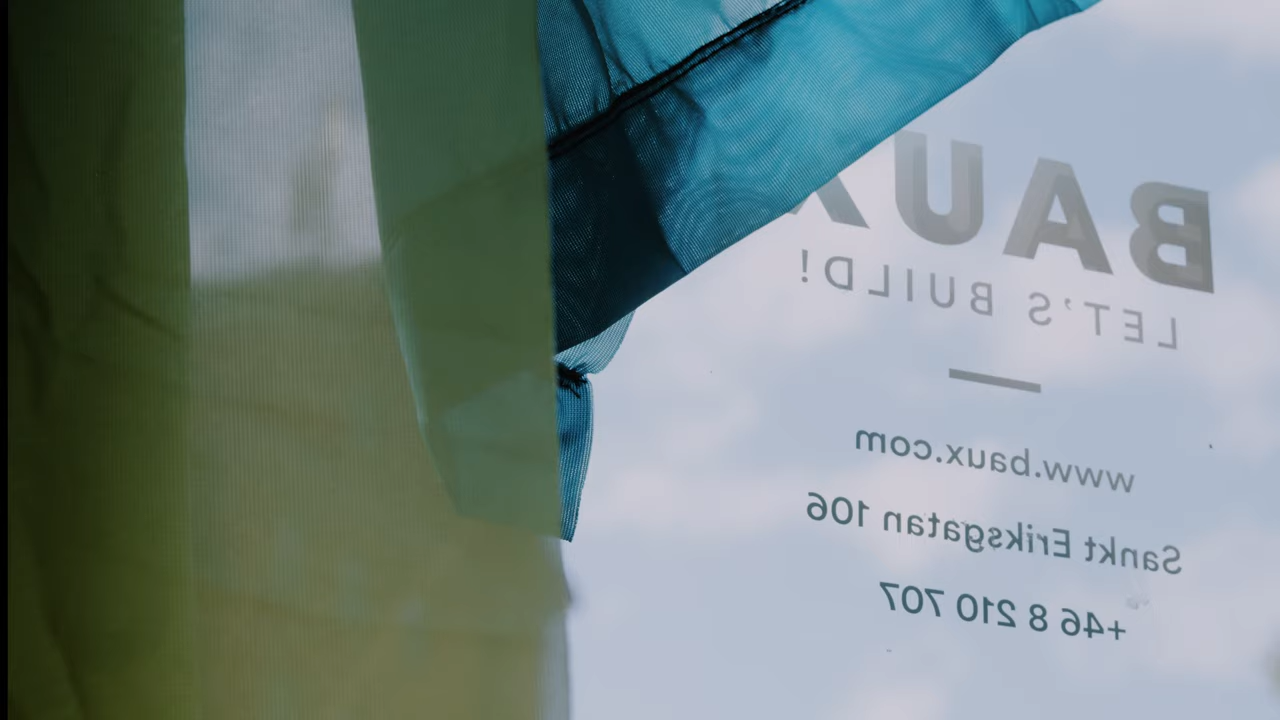 BAUX
LET'S BUILD!
www.baux.com
Sankt Eriksgatan 106
+46 8 210 707